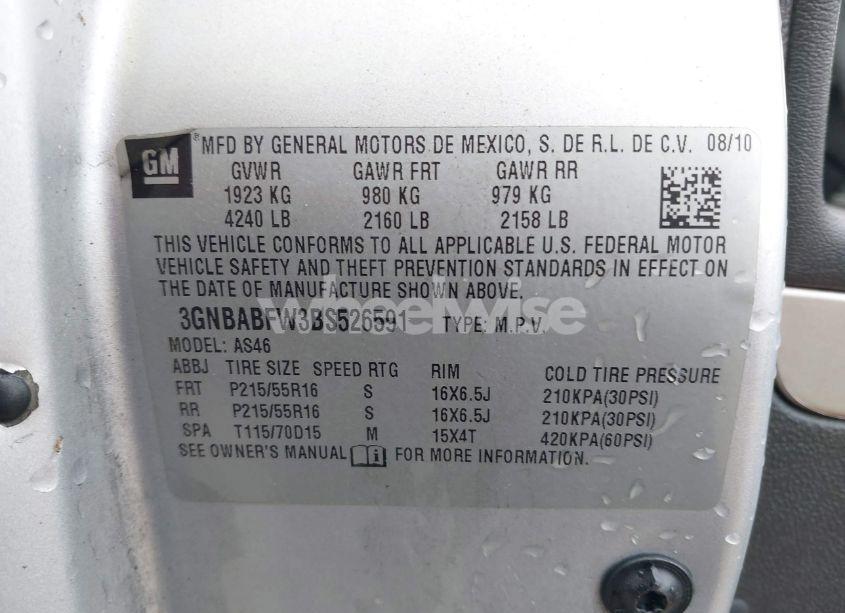 GM
® MFD BY GENERAL MOTORS DE MEXICO, S. DE R.L. DE C.V. 08/10
GVWR GAWR FRT GAWR RR
1923 KG 980 KG 979 KG
4240 LB 2160 LB 2158 LB
THIS VEHICLE CONFORMS TO ALL APPLICABLE U.S. FEDERAL MOTOR
VEHICLE SAFETY AND THEFT PREVENTION STANDARDS IN EFFECT ON
THE DATE OF MANUFACTURE SHOWN ABOVE.
wheelwise
3GNBABFW3BS526591 TYPE: M.P.V.
MODEL: AS46
ABBJ TIRE SIZE SPEED RTG RIM COLD TIRE PRESSURE
FRT P215/55R16 S 16X6.5J 210KPA(30PSI)
RR P215/55R16 S 16X6.5J 210KPA(30PSI)
SPA T115/70D15 M 15X4T 420KPA(60PSI)
SEE OWNER'S MANUAL i FOR MORE INFORMATION.